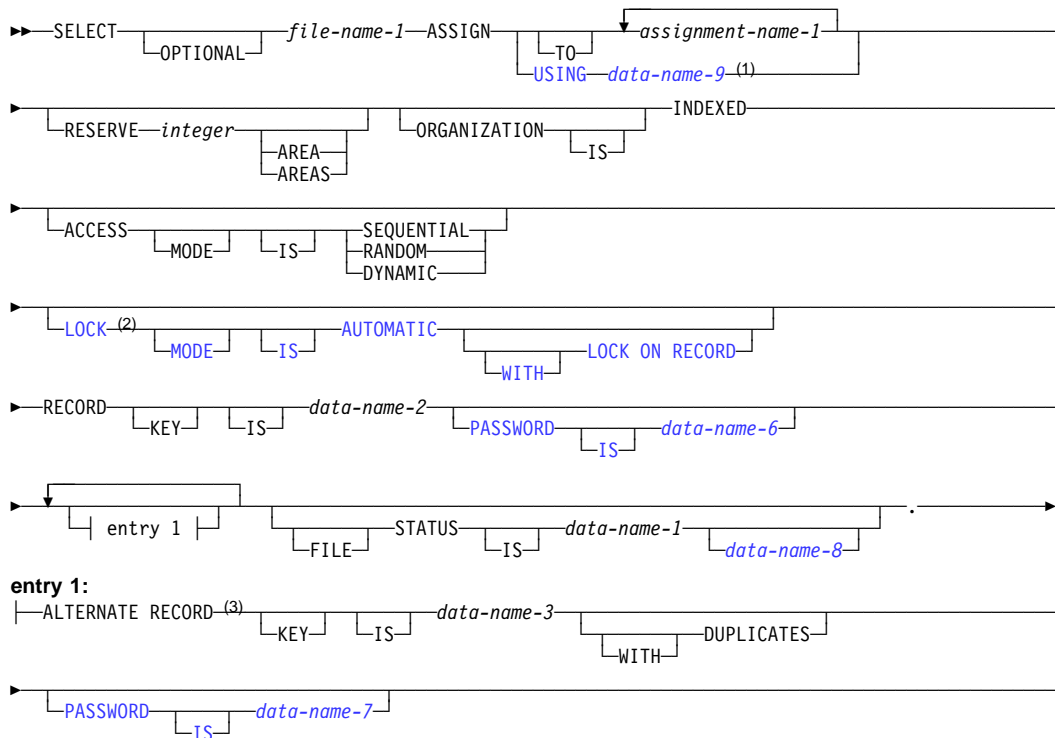 SELECT OPTIONAL file-name-1 ASSIGN TO assignment-name-1
USING data-name-9 (1)
RESERVE integer AREA AREAS ORGANIZATION IS INDEXED
ACCESS MODE IS SEQUENTIAL
RANDOM
DYNAMIC
LOCK (2) MODE IS AUTOMATIC WITH LOCK ON RECORD
RECORD KEY IS data-name-2 PASSWORD IS data-name-6
entry 1 FILE STATUS IS data-name-1 data-name-8 .
entry 1:
ALTERNATE RECORD (3) KEY IS data-name-3 WITH DUPLICATES
PASSWORD IS data-name-7